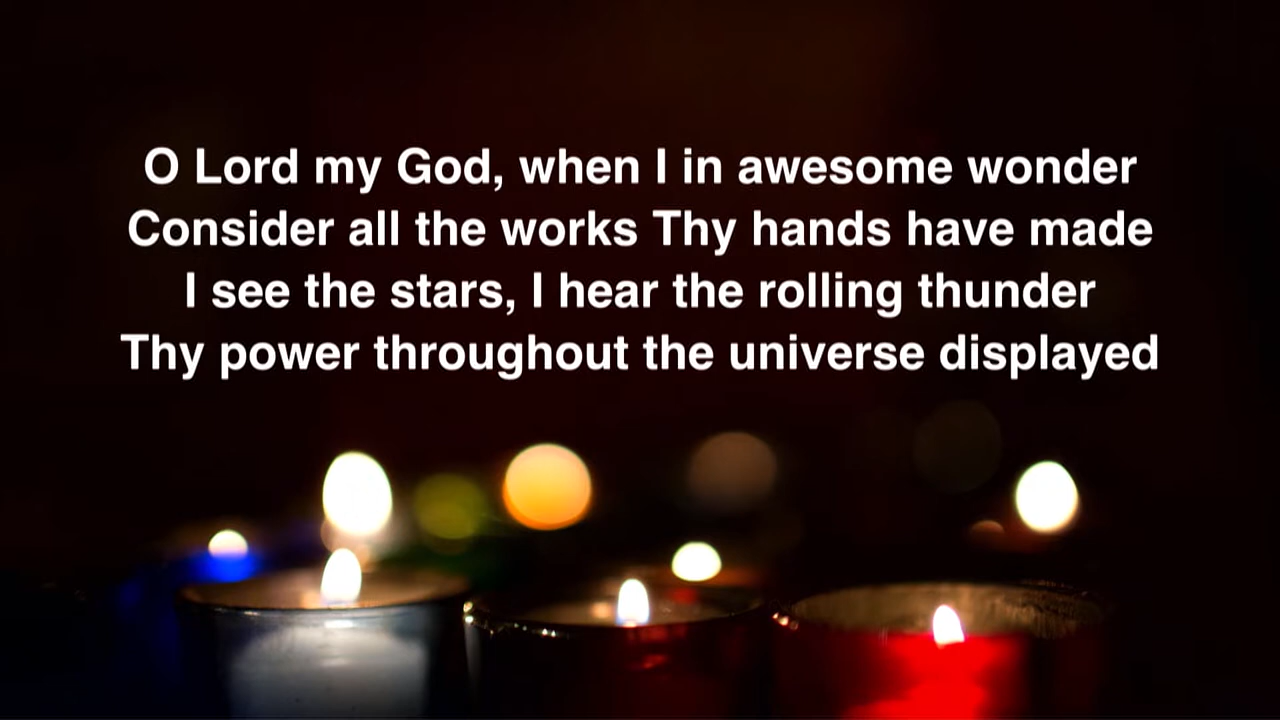 O Lord my God, when I in awesome wonder
Consider all the works Thy hands have made
I see the stars, I hear the rolling thunder
Thy power throughout the universe displayed